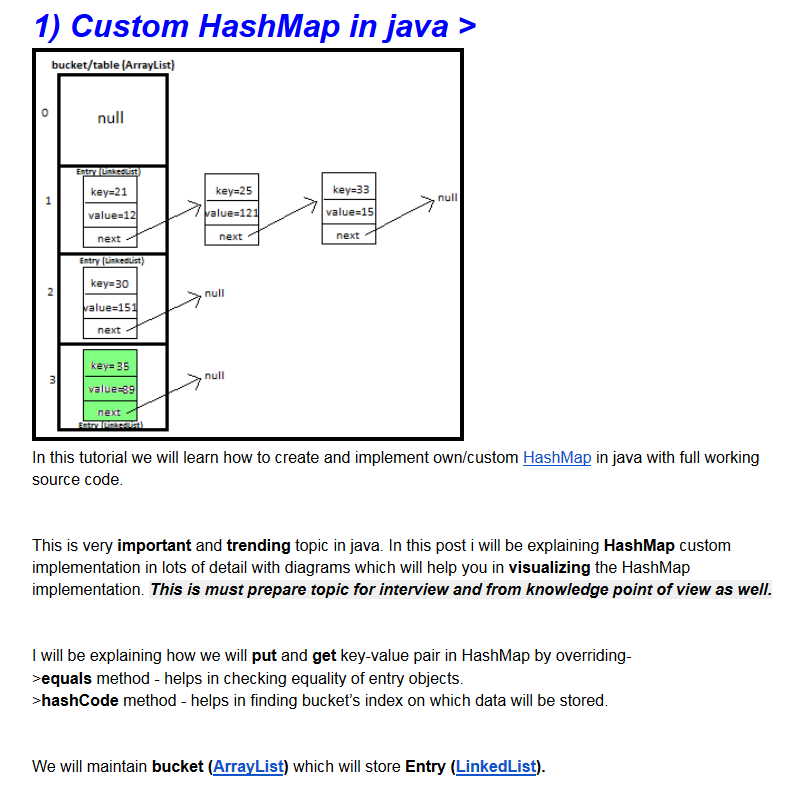 1) Custom HashMap in java >
bucket/table (ArrayList)
0
null
Entry (LinkedList)
1
key=21
value=12
next
key=25
value=121
next
key=33
value=15
next
null
Entry (LinkedList)
2
key=30
value=151
next
null
3
key=35
value=89
next
Entry (LinkedList)
null
In this tutorial we will learn how to create and implement own/custom HashMap in java with full working
source code.
This is very important and trending topic in java. In this post i will be explaining HashMap custom
implementation in lots of detail with diagrams which will help you in visualizing the HashMap
implementation. This is must prepare topic for interview and from knowledge point of view as well.
I will be explaining how we will put and get key-value pair in HashMap by overriding-
>equals method - helps in checking equality of entry objects.
>hashCode method - helps in finding bucket's index on which data will be stored.
We will maintain bucket (ArrayList) which will store Entry (LinkedList).